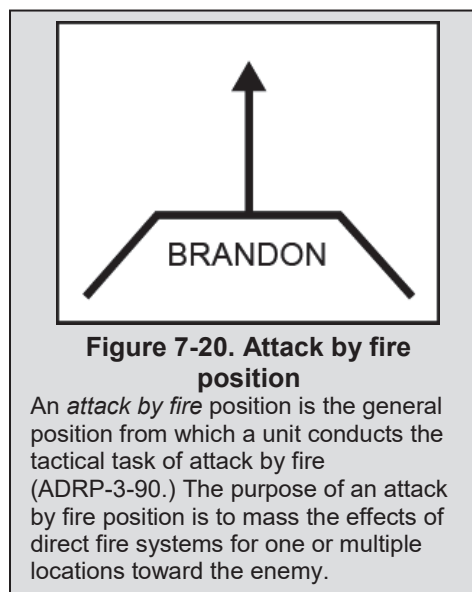 BRANDON
Figure 7-20. Attack by fire
position
An attack by fire position is the general
position from which a unit conducts the
tactical task of attack by fire
(ADRP-3-90.) The purpose of an attack
by fire position is to mass the effects of
direct fire systems for one or multiple
locations toward the enemy.